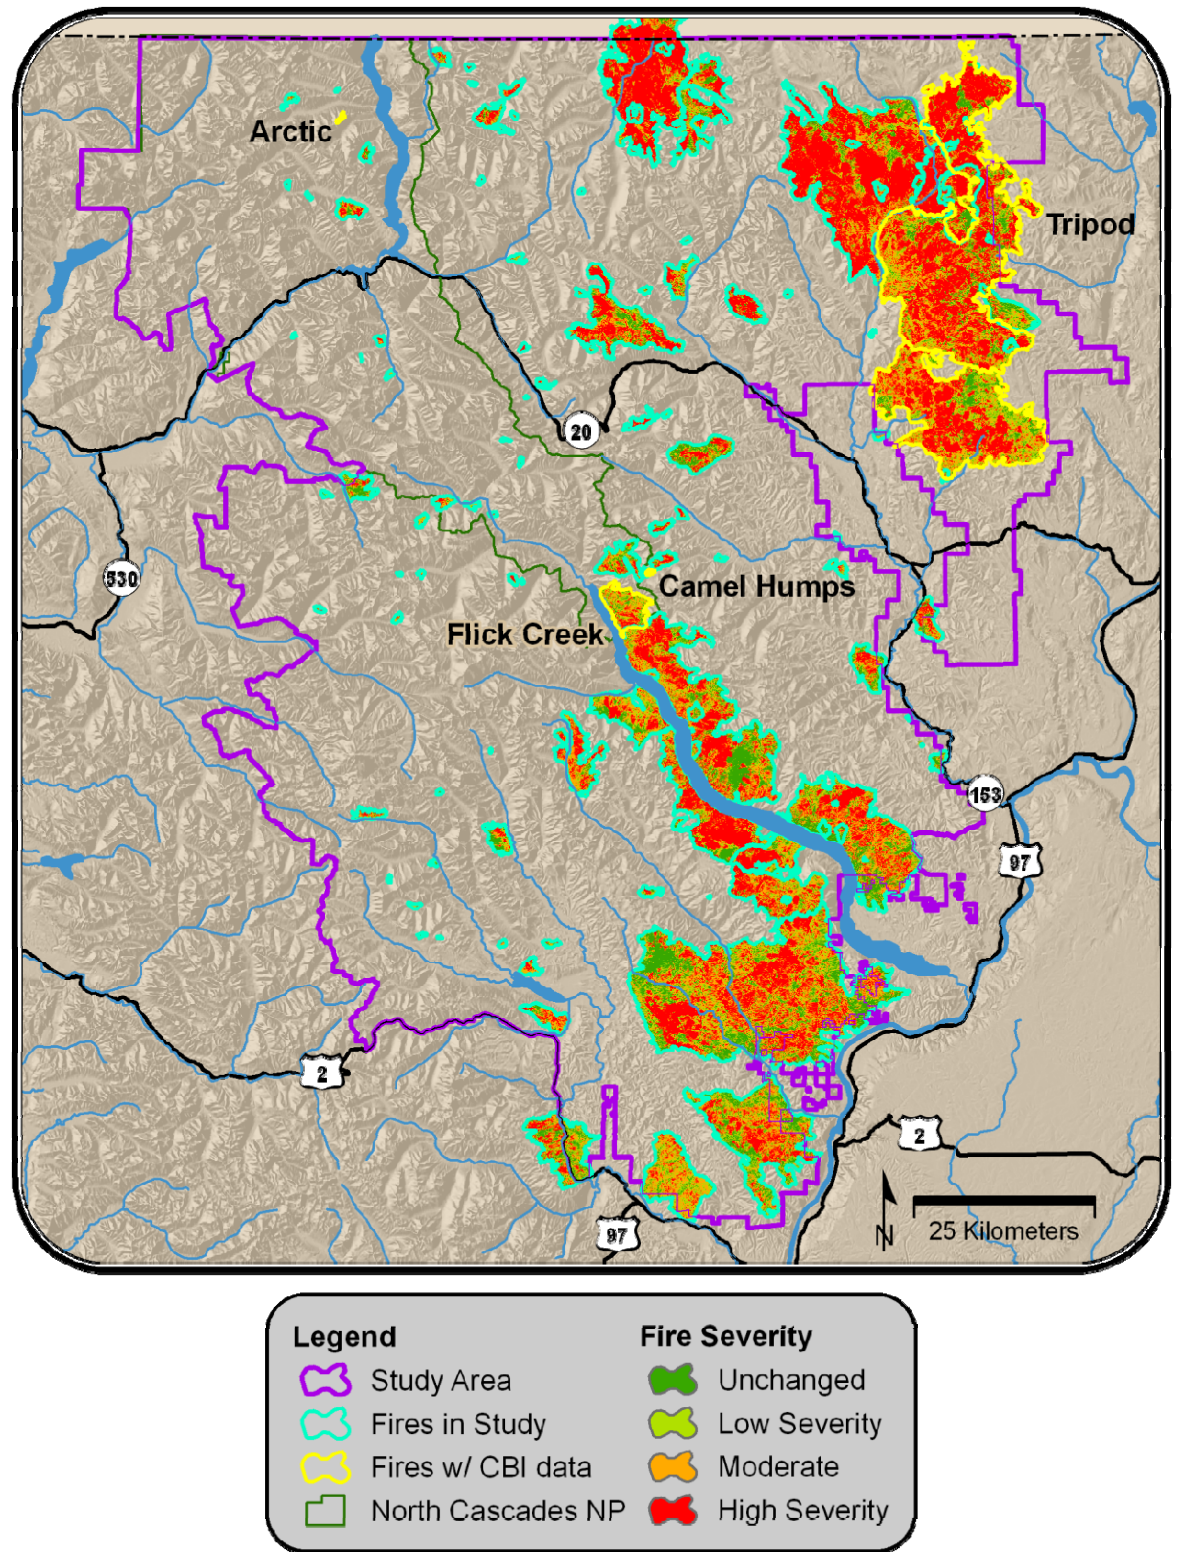 Arctic
Tripod
20
530
Camel Humps
Flick Creek
153
97
2
2
97
N
25 Kilometers
Legend
Study Area
Fires in Study
Fires w/ CBI data
North Cascades NP
Fire Severity
Unchanged
Low Severity
Moderate
High Severity